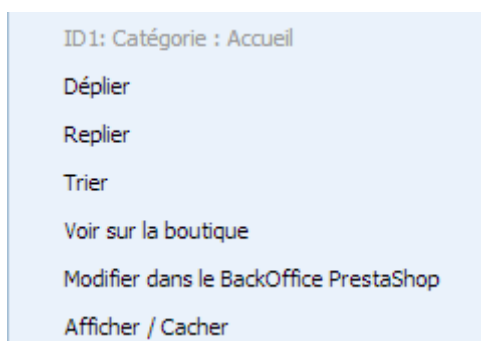 ID1: Catégorie : Accueil
Déplier
Replier
Trier
Voir sur la boutique
Modifier dans le BackOffice PrestaShop
Afficher / Cacher